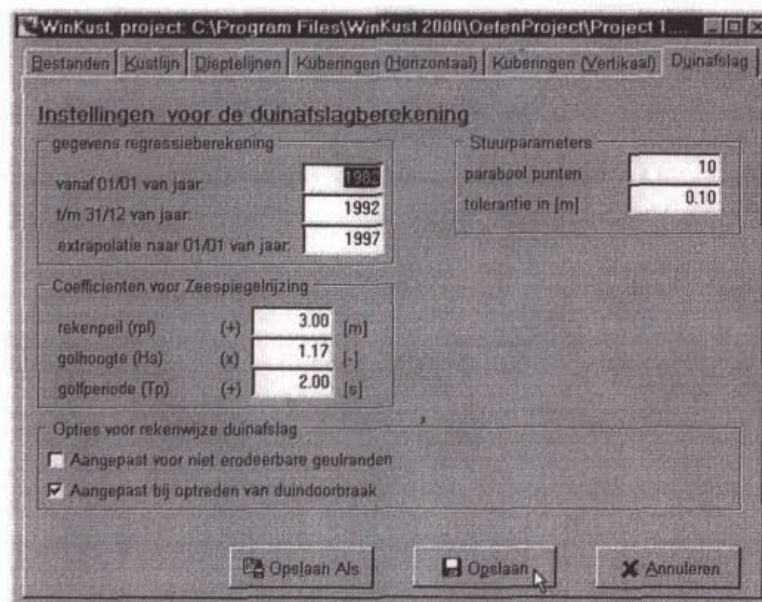 WinKust, project: C:\Program Files\WinKust 2000\OefenProject\Project 1....
Bestanden Kustlijn Dieptelijnen Kuberingen (Horizontaal) Kuberingen (Vertikaal) Duinafslag
Instellingen voor de duinafslagberekening
gegevens regressieberekening
vanaf 01/01 van jaar: 1983
t/m 31/12 van jaar: 1992
extrapolatie naar 01/01 van jaar: 1997
Stuurparameters
parabool punten 10
tolerantie in [m] 0.10
Coefficienten voor Zeespiegelrijzing
rekenpeil (rpl) (+) 3.00 [m]
golhoogte (Hs) (x) 1.17 [-]
golfperiode (Tp) (+) 2.00 [s]
Opties voor rekenwijze duinafslag
Aangepast voor niet erodeerbare geulranden
Aangepast bij optreden van duindoorbraak
Opslaan Als
Opslaan
Annuleren